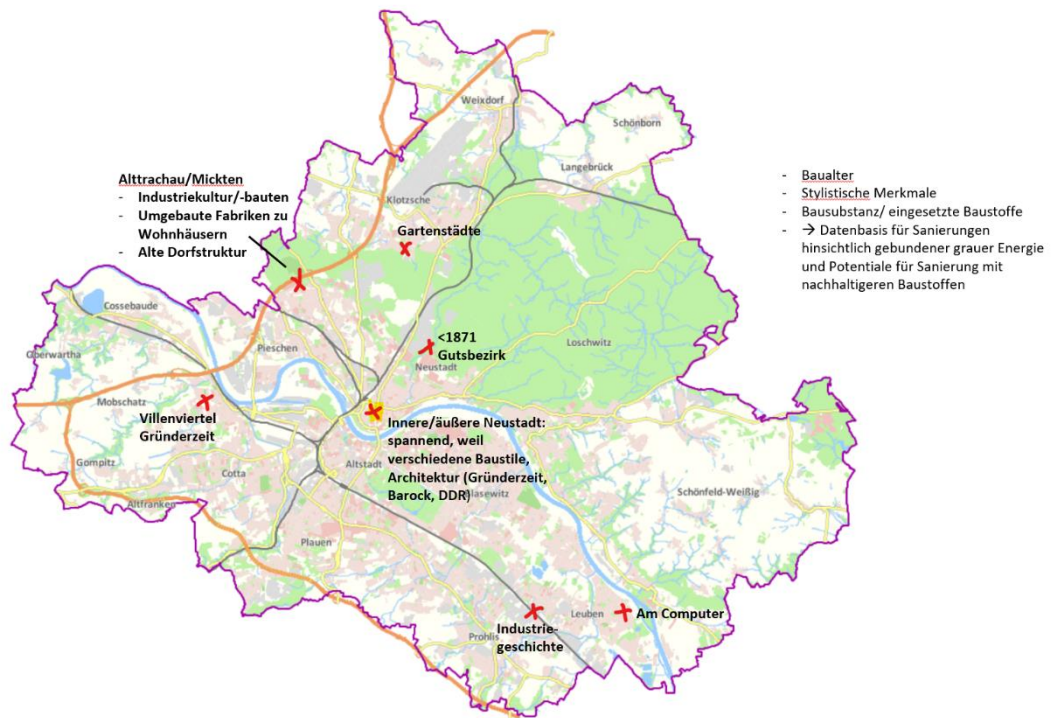 Weixdorf
Schönborn
Langebrück
Klotzsche
Alttrachau/Mickten
- Industriekultur/-bauten
- Umgebaute Fabriken zu
Wohnhäusern
- Alte Dorfstruktur
- Baualter
- Stylistische Merkmale
- Bausubstanz/ eingesetzte Baustoffe
- → Datenbasis für Sanierungen
hinsichtlich gebundener grauer Energie
und Potentiale für Sanierung mit
nachhaltigeren Baustoffen
Gartenstädte
Cossebaude
Pieschen
<1871
Gutsbezirk
Neustadt
Loschwitz
Oberwartha
Mobschatz
Villenviertel
Gründerzeit
Innere/äußere Neustadt:
spannend, weil
verschiedene Baustile,
Architektur (Gründerzeit,
Barock, DDR)
Gompitz
Cotta
Altstadt
Blasewitz
Schönfeld-Weißig
Altfranken
Plauen
Leuben
Am Computer
Industrie-
geschichte
Prohlis